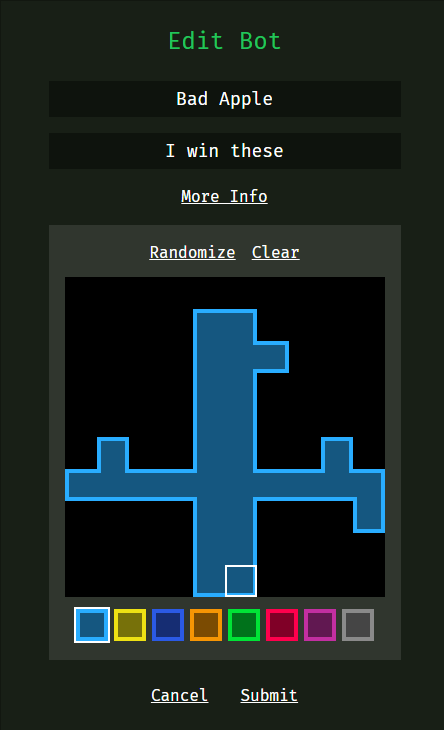 Edit Bot
Bad Apple
I win these
More Info
Randomize Clear
Cancel Submit